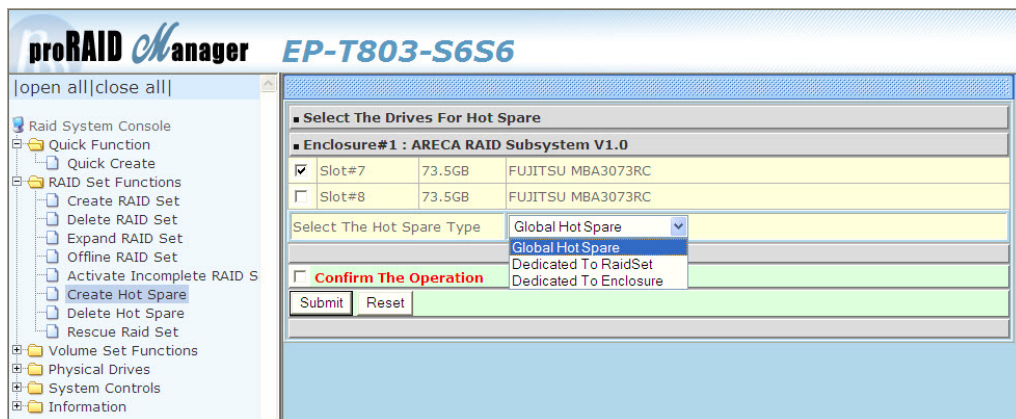 proRAID Manager EP-T803-S6S6
|open all|close all|
Raid System Console
Quick Function
Quick Create
RAID Set Functions
Create RAID Set
Delete RAID Set
Expand RAID Set
Offline RAID Set
Activate Incomplete RAID S
Create Hot Spare
Delete Hot Spare
Rescue Raid Set
Volume Set Functions
Physical Drives
System Controls
Information
Select The Drives For Hot Spare
Enclosure#1 : ARECA RAID Subsystem V1.0
Slot#7 73.5GB FUJITSU MBA3073RC
Slot#8 73.5GB FUJITSU MBA3073RC
Select The Hot Spare Type Global Hot Spare
Global Hot Spare
Dedicated To RaidSet
Dedicated To Enclosure
Confirm The Operation
Submit Reset